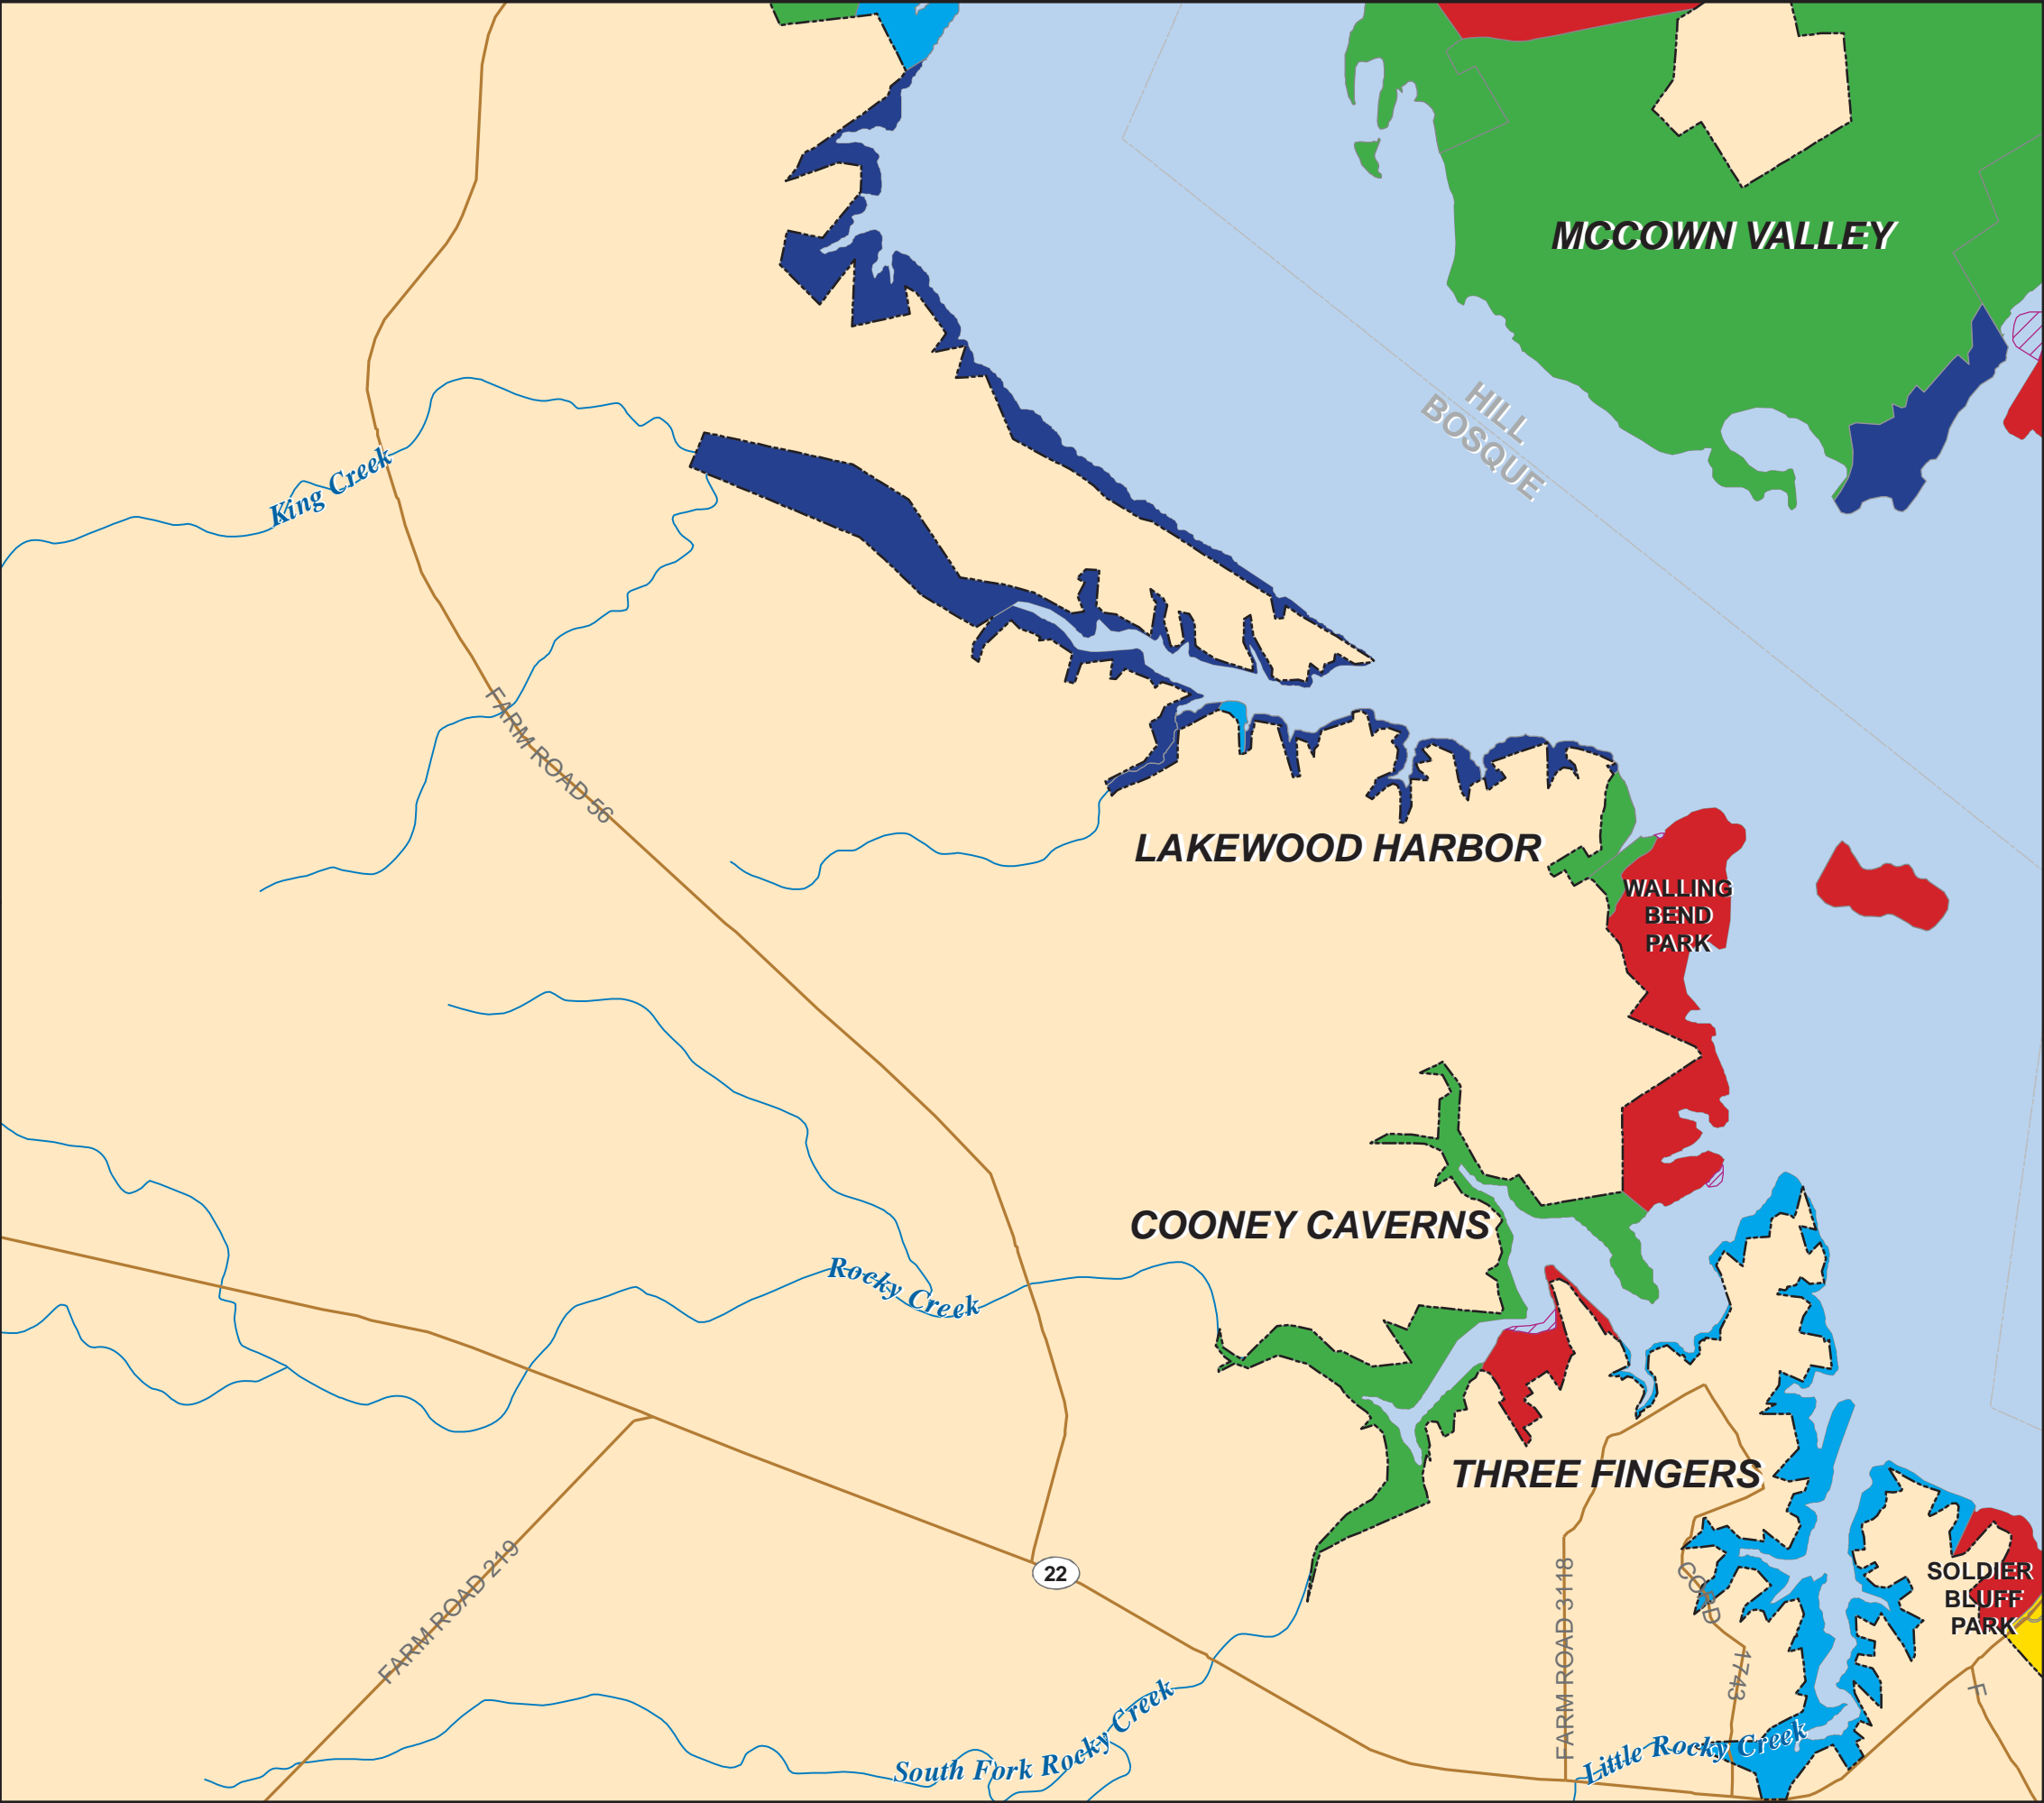 MCCOWN VALLEY
HILL
BOSQUE
King Creek
FARM ROAD 56
LAKEWOOD HARBOR
WALLING
BEND
PARK
COONEY CAVERNS
Rocky Creek
THREE FINGERS
22
FARM ROAD 219
FARM ROAD 3118
CO RD 1743
SOLDIER
BLUFF
PARK
F
South Fork Rocky Creek
Little Rocky Creek